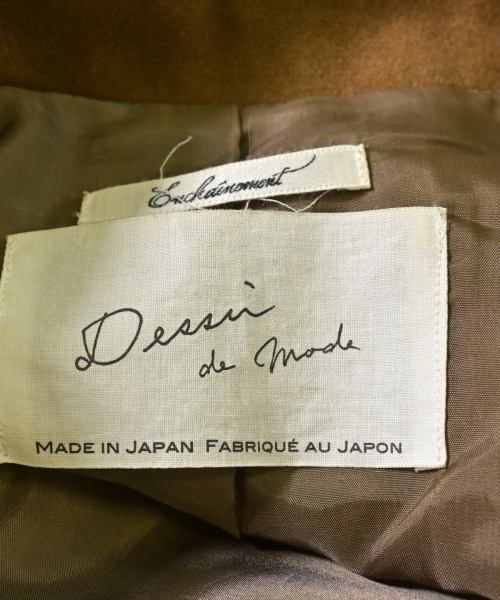 Enchaînement
Dessin
de Mode
MADE IN JAPAN FABRIQUÉ AU JAPON